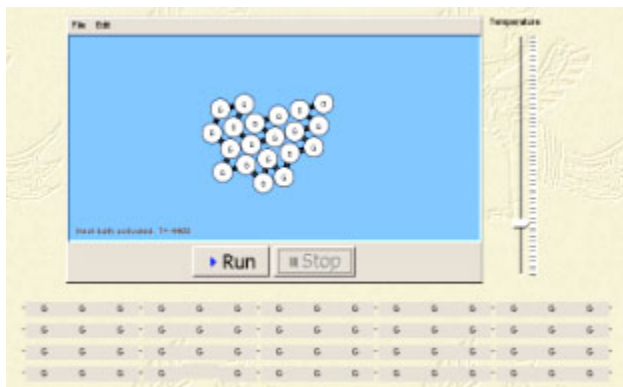 File Edit
Temperature
Heat bath activated.
Run Stop
G G G G G G G G G G G G G G G
G G G G G G G G G G G G G G G
G G G G G G G G G G G G G G G
G G G G G G G G G G G G G G